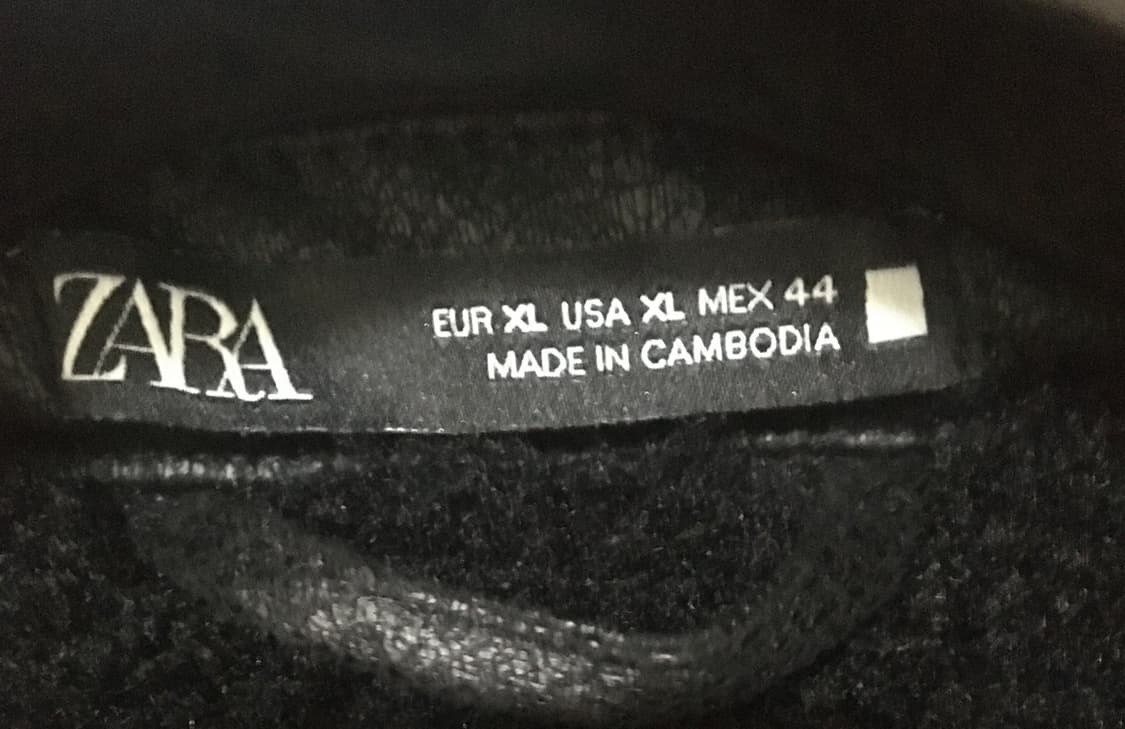 ZARA
EUR XL USA XL MEX 44
MADE IN CAMBODIA